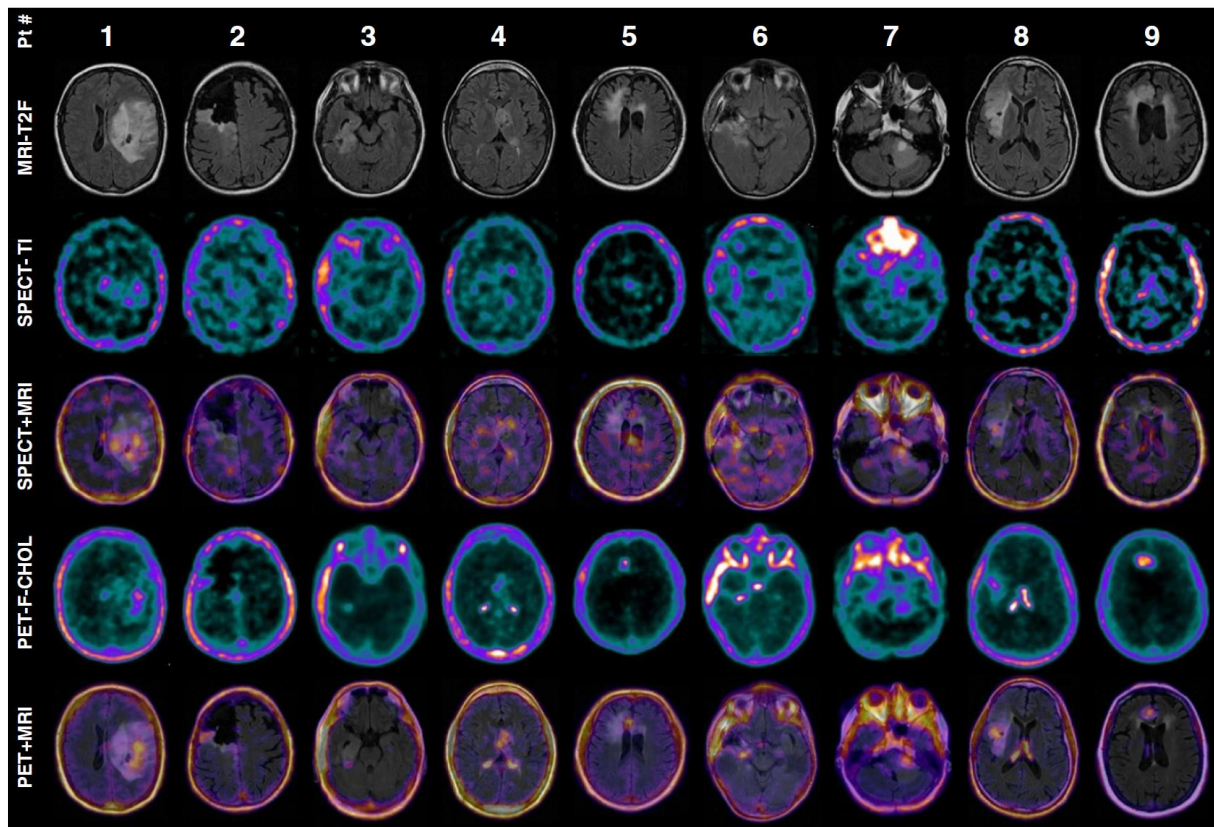 Pt # 1 2 3 4 5 6 7 8 9
MRI-T2F
SPECT-Tl
SPECT+MRI
PET-F-CHOL
PET+MRI